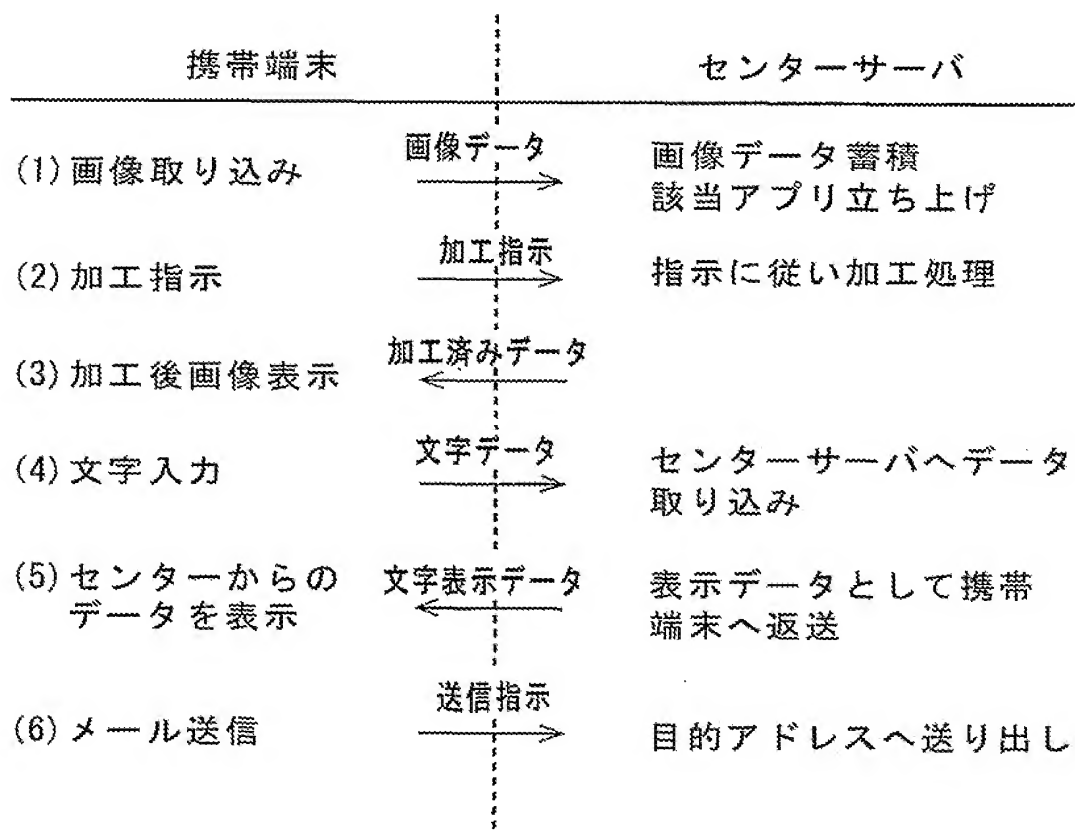 携帯端末
センターサーバ
(1)画像取り込み
画像データ
画像データ蓄積
該当アプリ立ち上げ
(2)加工指示
加工指示
指示に従い加工処理
(3)加工後画像表示
加工済みデータ
(4)文字入力
文字データ
センターサーバへデータ
取り込み
(5)センターからの
データを表示
文字表示データ
表示データとして携帯
端末へ返送
(6)メール送信
送信指示
目的アドレスへ送り出し